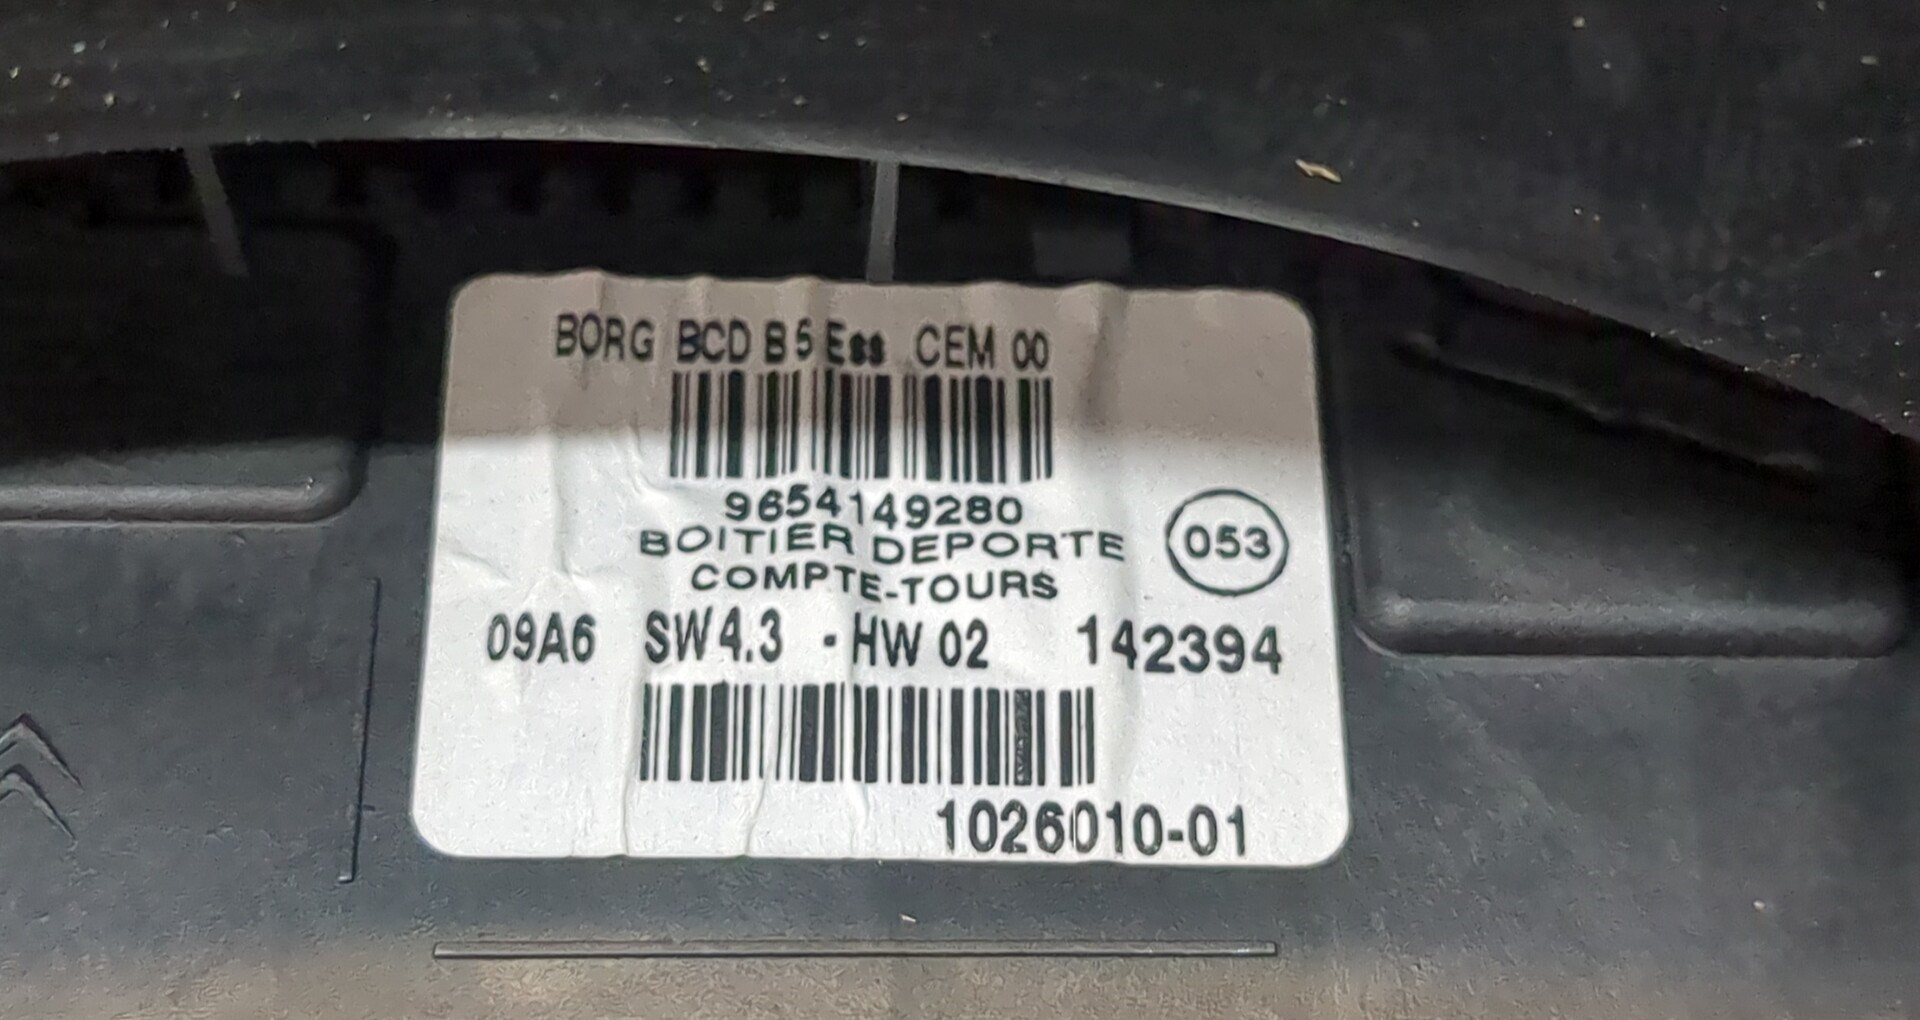 BORG BCD B5 Ess CEM 00
9654149280
BOITIER DEPORTE
COMPTE-TOURS
053
09A6 SW4.3 - HW 02 142394
1026010-01